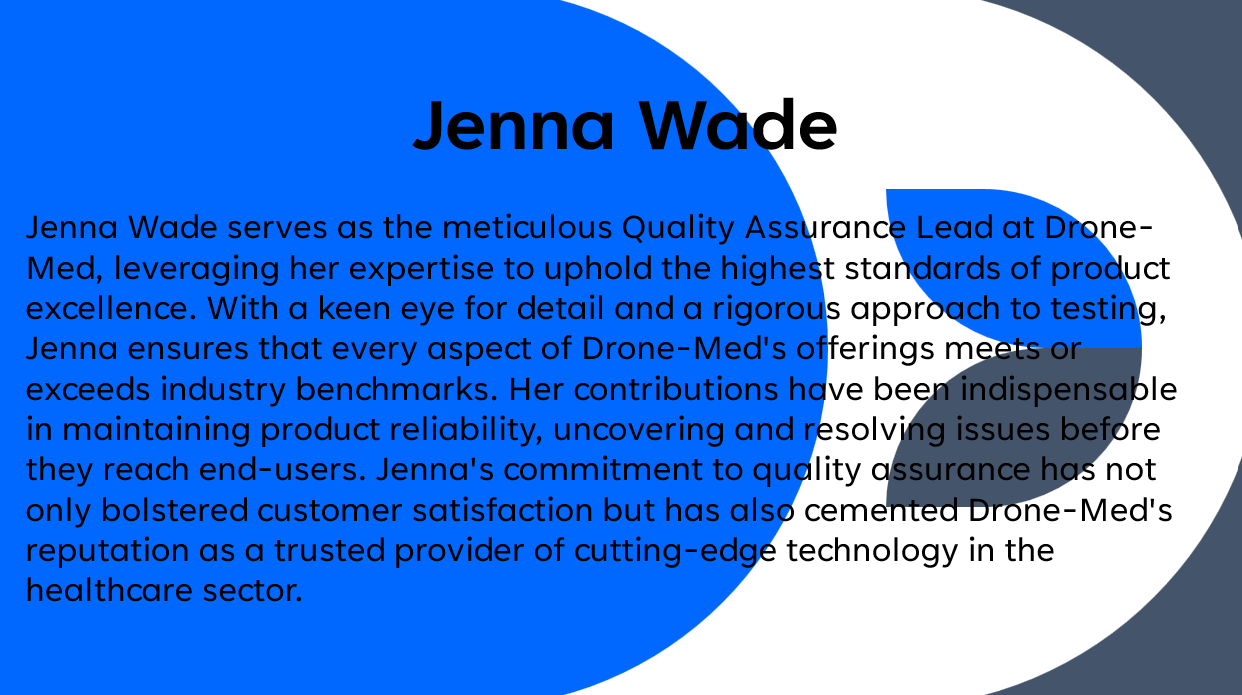 Jenna Wade
Jenna Wade serves as the meticulous Quality Assurance Lead at Drone-
Med, leveraging her expertise to uphold the highest standards of product
excellence. With a keen eye for detail and a rigorous approach to testing,
Jenna ensures that every aspect of Drone-Med's offerings meets or
exceeds industry benchmarks. Her contributions have been indispensable
in maintaining product reliability, uncovering and resolving issues before
they reach end-users. Jenna's commitment to quality assurance has not
only bolstered customer satisfaction but has also cemented Drone-Med's
reputation as a trusted provider of cutting-edge technology in the
healthcare sector.